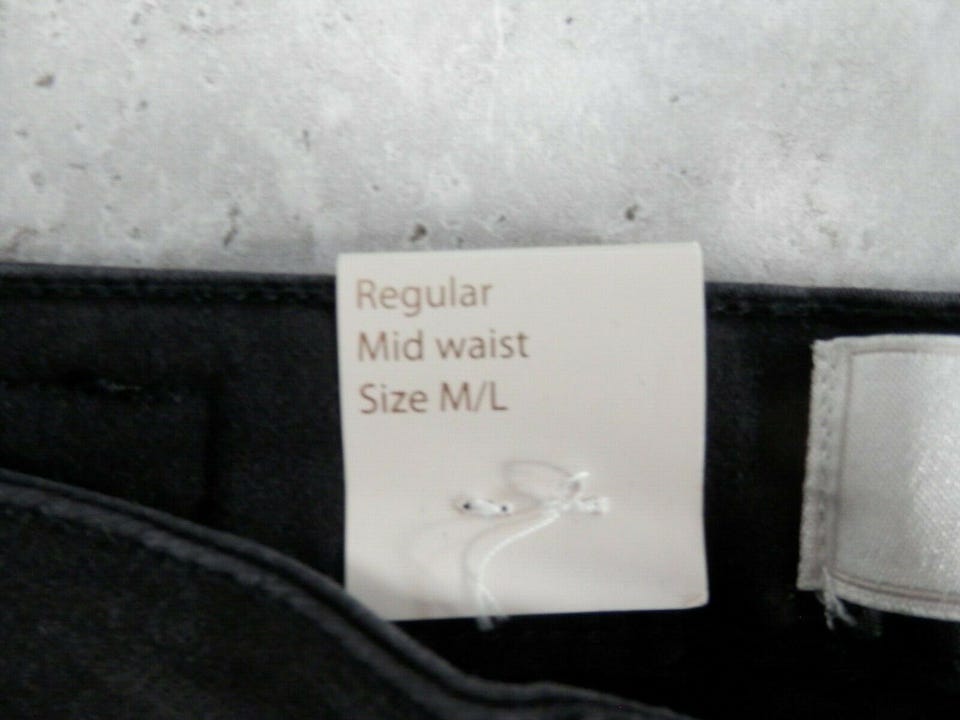 Regular
Mid waist
Size M/L